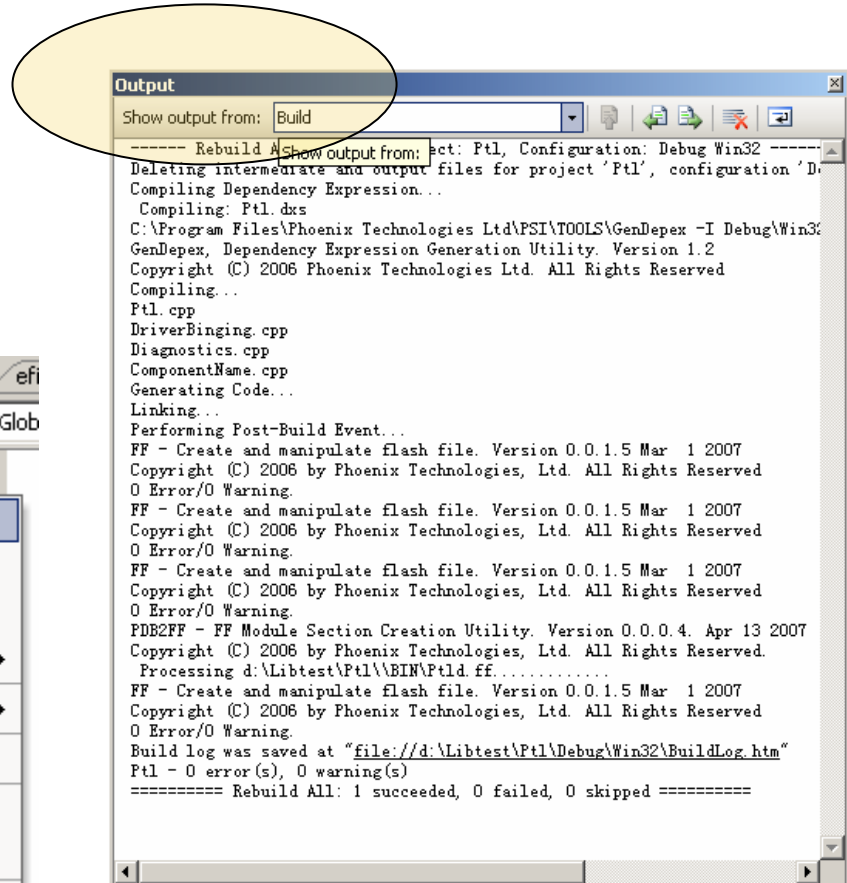 Output
Show output from: Build
------ Rebuild A Show output from: ect: Ptl, Configuration: Debug Win32 -----
Deleting intermediate and output files for project 'Ptl', configuration 'D
Compiling Dependency Expression...
Compiling: Ptl.dxs
C:\Program Files\Phoenix Technologies Ltd\PSI\TOOLS\GenDepex -I Debug\Win32
GenDepex, Dependency Expression Generation Utility. Version 1.2
Copyright (C) 2006 Phoenix Technologies Ltd. All Rights Reserved
Compiling...
Ptl.cpp
DriverBinging.cpp
Diagnostics.cpp
ComponentName.cpp
Generating Code...
Linking...
Performing Post-Build Event...
FF - Create and manipulate flash file. Version 0.0.1.5 Mar 1 2007
Copyright (C) 2006 by Phoenix Technologies, Ltd. All Rights Reserved
0 Error/0 Warning.
FF - Create and manipulate flash file. Version 0.0.1.5 Mar 1 2007
Copyright (C) 2006 by Phoenix Technologies, Ltd. All Rights Reserved
0 Error/0 Warning.
FF - Create and manipulate flash file. Version 0.0.1.5 Mar 1 2007
Copyright (C) 2006 by Phoenix Technologies, Ltd. All Rights Reserved
0 Error/0 Warning.
PDB2FF - FF Module Section Creation Utility. Version 0.0.0.4. Apr 13 2007
Copyright (C) 2006 by Phoenix Technologies, Ltd. All Rights Reserved.
Processing d:\Libtest\Ptl\\BIN\Ptld.ff.............
FF - Create and manipulate flash file. Version 0.0.1.5 Mar 1 2007
Copyright (C) 2006 by Phoenix Technologies, Ltd. All Rights Reserved
0 Error/0 Warning.
Build log was saved at "file://d:\Libtest\Ptl\Debug\Win32\BuildLog.htm"
Ptl - 0 error(s), 0 warning(s)
========== Rebuild All: 1 succeeded, 0 failed, 0 skipped ==========
efi
Glob